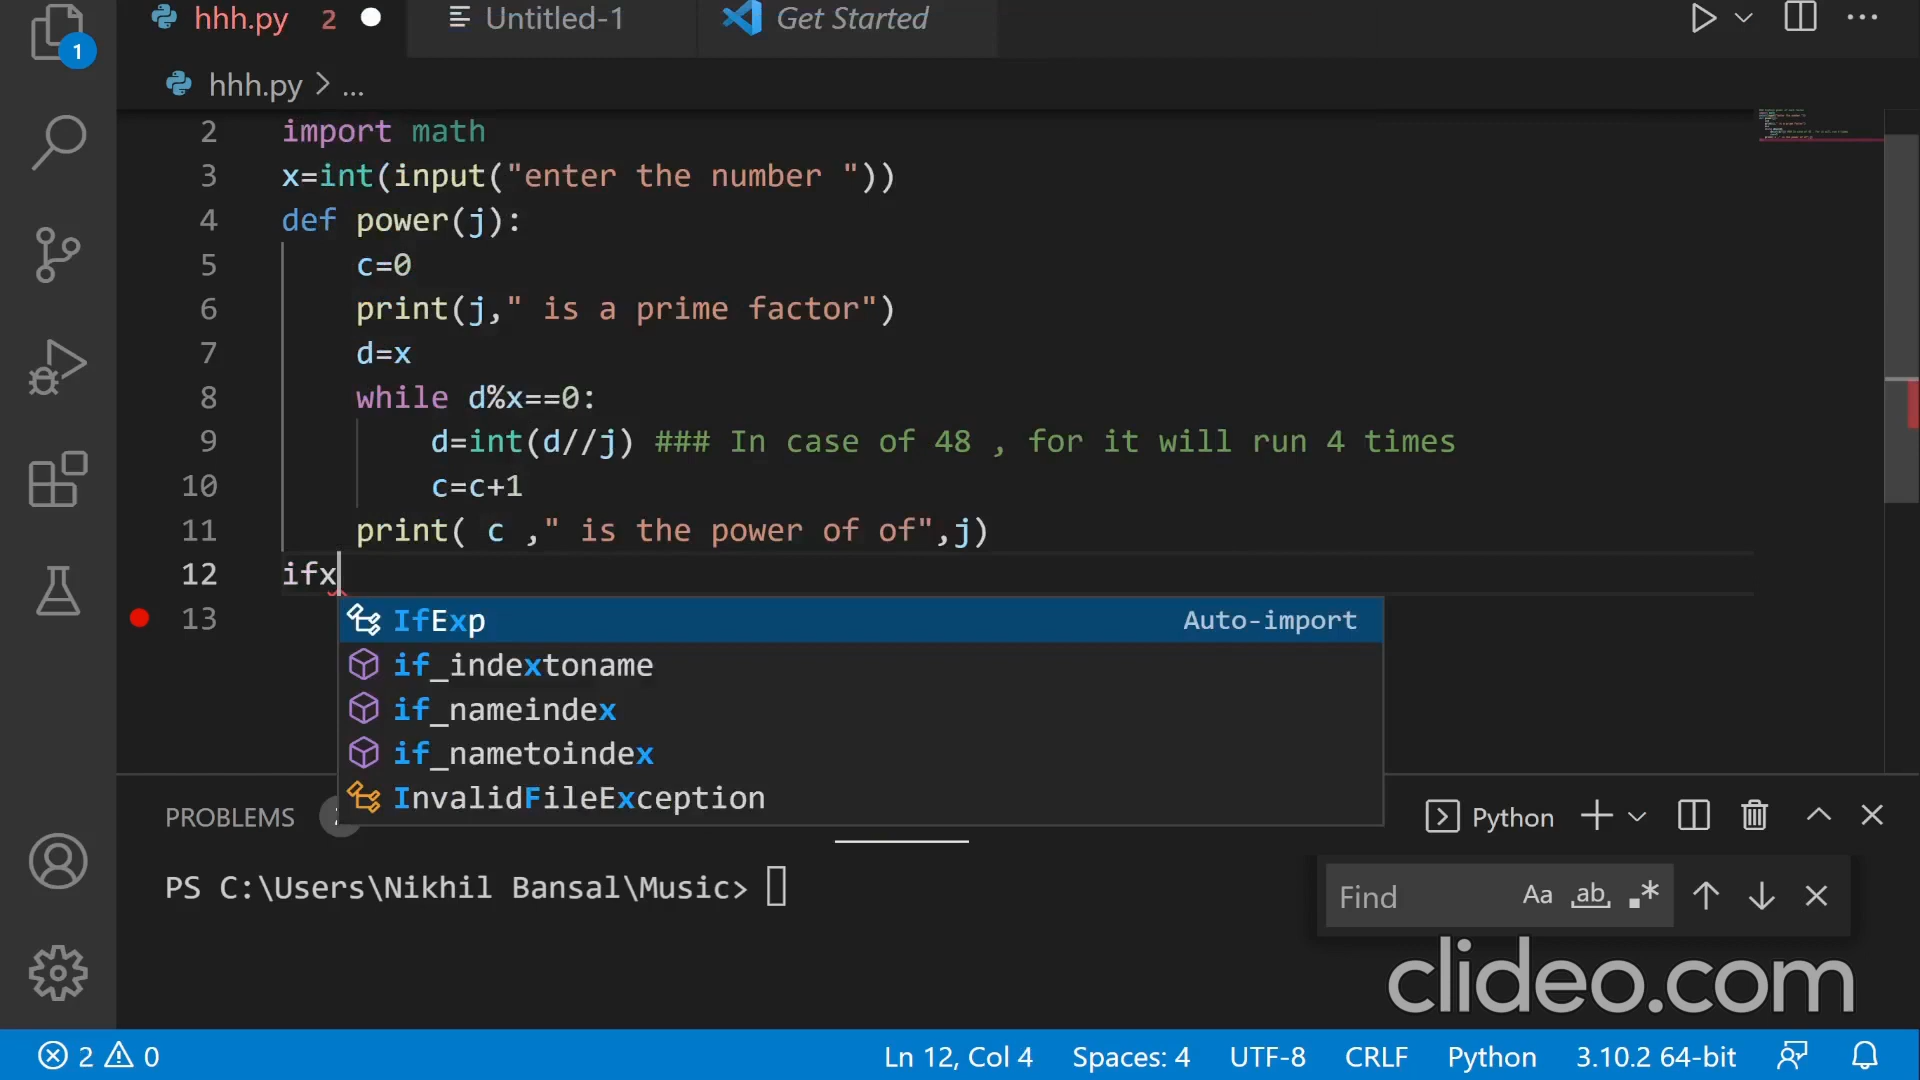 hhh.py 2 Untitled-1 Get Started
1
hhh.py > ...
2 import math
3 x=int(input("enter the number "))
4 def power(j):
5 c=0
6 print(j," is a prime factor")
7 d=x
8 while d%x==0:
9 d=int(d//j) ### In case of 48 , for it will run 4 times
10 c=c+1
11 print( c ," is the power of of",j)
12 ifx
13
IfExp Auto-import
if_indextoname
if_nameindex
if_nametoindex
InvalidFileException
PROBLEMS Python
PS C:\Users\Nikhil Bansal\Music>
Find Aa ab .*
clideo.com
2 0 Ln 12, Col 4 Spaces: 4 UTF-8 CRLF Python 3.10.2 64-bit